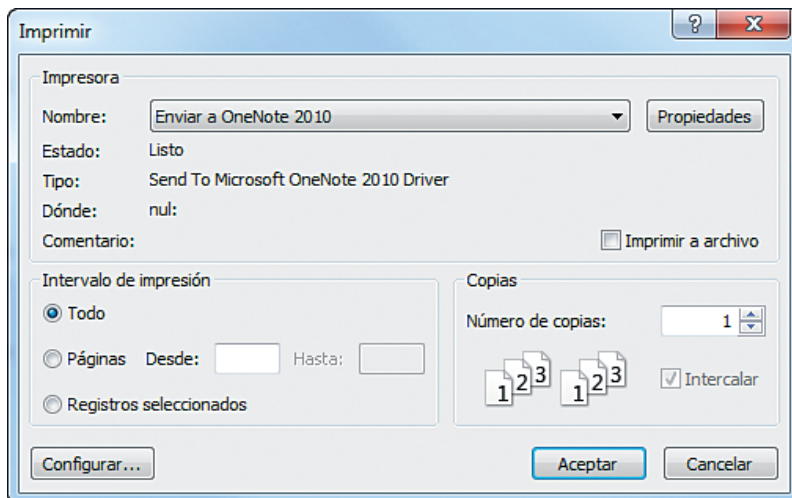 Imprimir
Impresora
Nombre: Enviar a OneNote 2010 Propiedades
Estado: Listo
Tipo: Send To Microsoft OneNote 2010 Driver
Dónde: nul:
Comentario: Imprimir a archivo
Intervalo de impresión
Todo
Páginas Desde: Hasta:
Registros seleccionados
Copias
Número de copias: 1
1 2 3 1 2 3 Intercalar
Configurar... Aceptar Cancelar